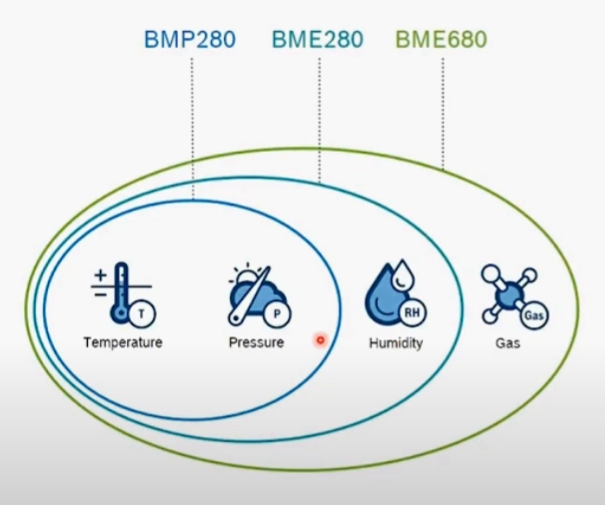 BMP280 BME280 BME680
+
−
T P RH Gas
Temperature Pressure Humidity Gas